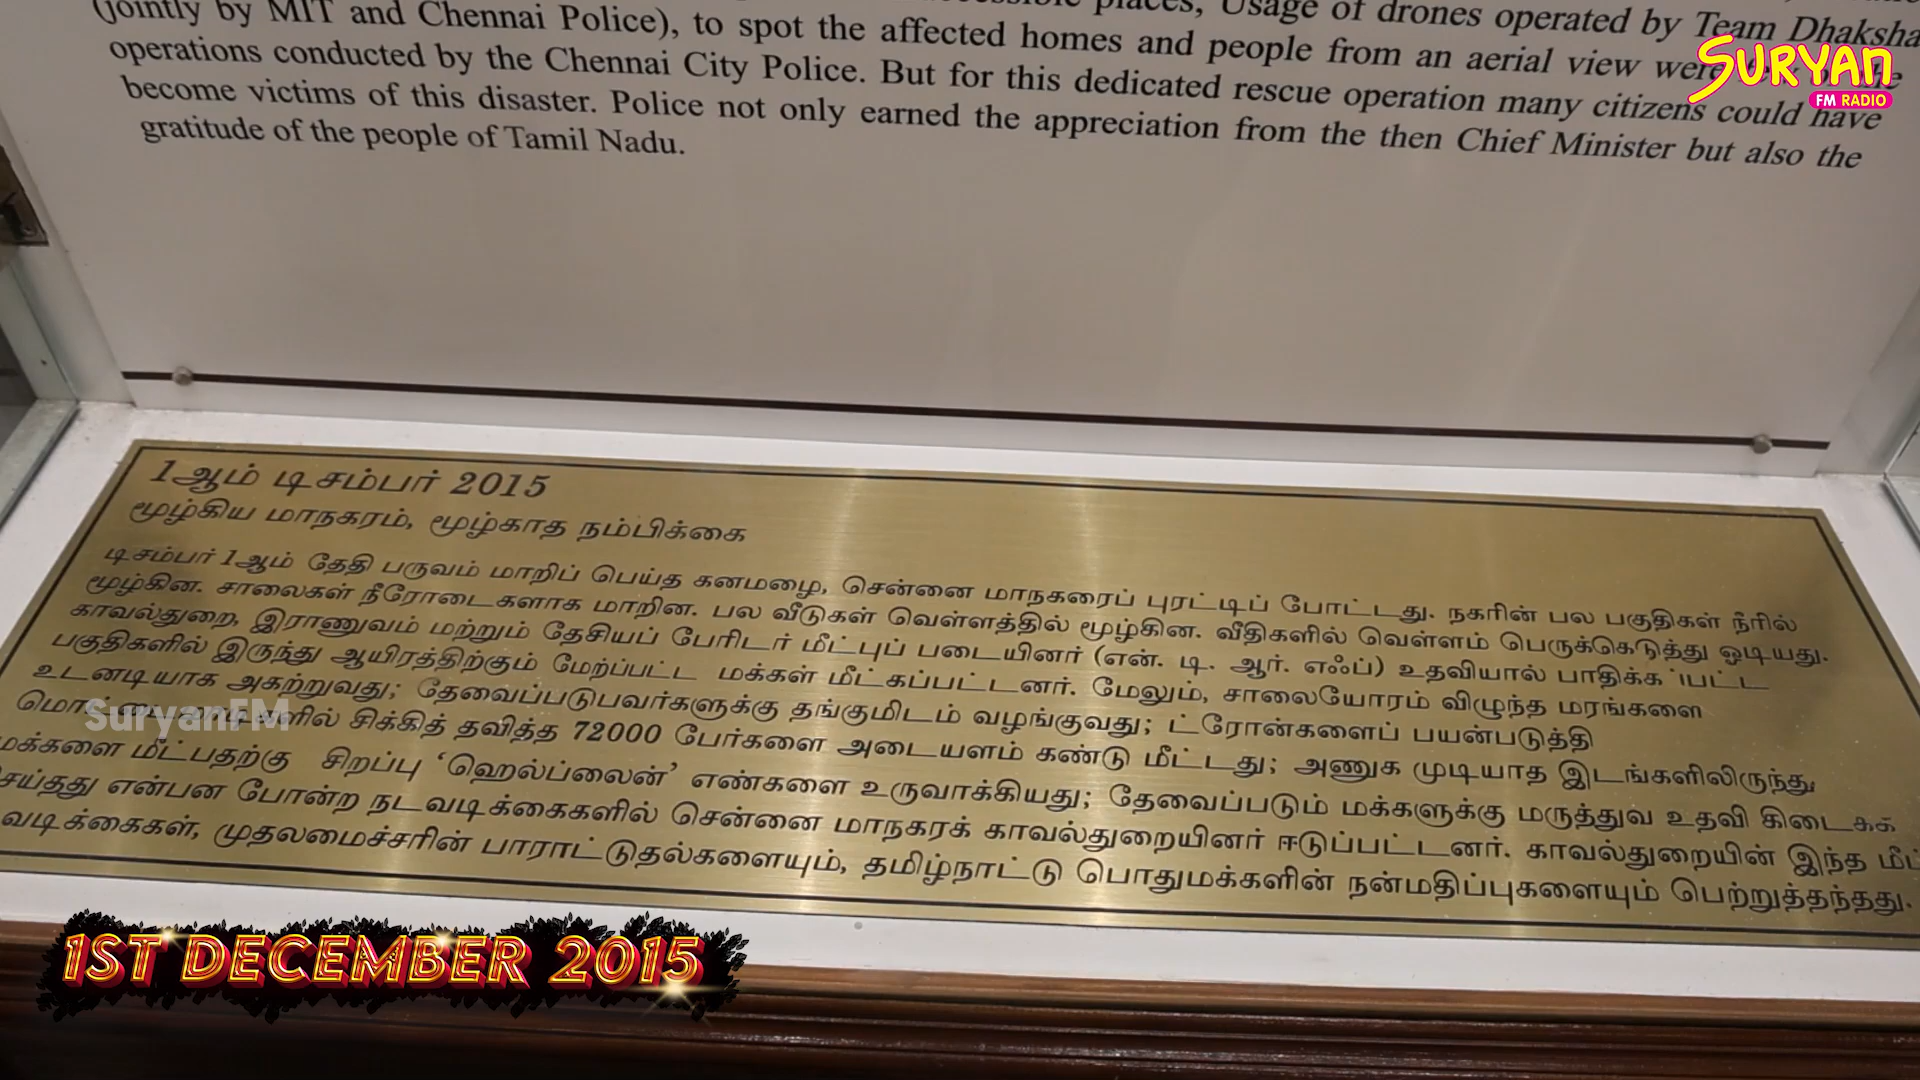 (jointly by MIT and Chennai Police), to spot the affected homes and people from an aerial view were
places, Usage of drones operated by Team Dhaksha
operations conducted by the Chennai City Police. But for this dedicated rescue operation many citizens could have
become victims of this disaster. Police not only earned the appreciation from the then Chief Minister but also the
gratitude of the people of Tamil Nadu.
SURYAN
FM RADIO
1ஆம் டிசம்பர் 2015
மூழ்கிய மாநகரம், மூழ்காத நம்பிக்கை
டிசம்பர் 1ஆம் தேதி பருவம் மாறிப் பெய்த கனமழை, சென்னை மாநகரைப் புரட்டிப் போட்டது. நகரின் பல பகுதிகள் நீரில்
மூழ்கின. சாலைகள் நீரோடைகளாக மாறின. பல வீடுகள் வெள்ளத்தில் மூழ்கின. வீதிகளில் வெள்ளம் பெருக்கெடுத்து ஓடியது.
காவல்துறை, இராணுவம் மற்றும் தேசியப் பேரிடர் மீட்புப் படையினர் (என். டி. ஆர். எஃப்) உதவியால் பாதிக்கப்பட்ட
பகுதிகளில் இருந்து ஆயிரத்திற்கும் மேற்ப்பட்ட மக்கள் மீட்கப்பட்டனர். மேலும், சாலையோரம் விழுந்த மரங்களை
உடனடியாக அகற்றுவது; தேவைப்படுபவர்களுக்கு தங்குமிடம் வழங்குவது; ட்ரோன்களைப் பயன்படுத்தி
சிக்கித் தவித்த 72000 பேர்களை அடையாளம் கண்டு மீட்டது; அணுக முடியாத இடங்களிலிருந்து
மக்களை மீட்பதற்கு சிறப்பு ‘ஹெல்ப்லைன்’ எண்களை உருவாக்கியது; தேவைப்படும் மக்களுக்கு மருத்துவ உதவி கிடைக்க
செய்தது என்பன போன்ற நடவடிக்கைகளில் சென்னை மாநகரக் காவல்துறையினர் ஈடுப்பட்டனர். காவல்துறையின் இந்த மீட்
வடிக்கைகள், முதலமைச்சரின் பாராட்டுதல்களையும், தமிழ்நாட்டு பொதுமக்களின் நன்மதிப்புகளையும் பெற்றுத்தந்தது.
SuryanFM
1ST DECEMBER 2015